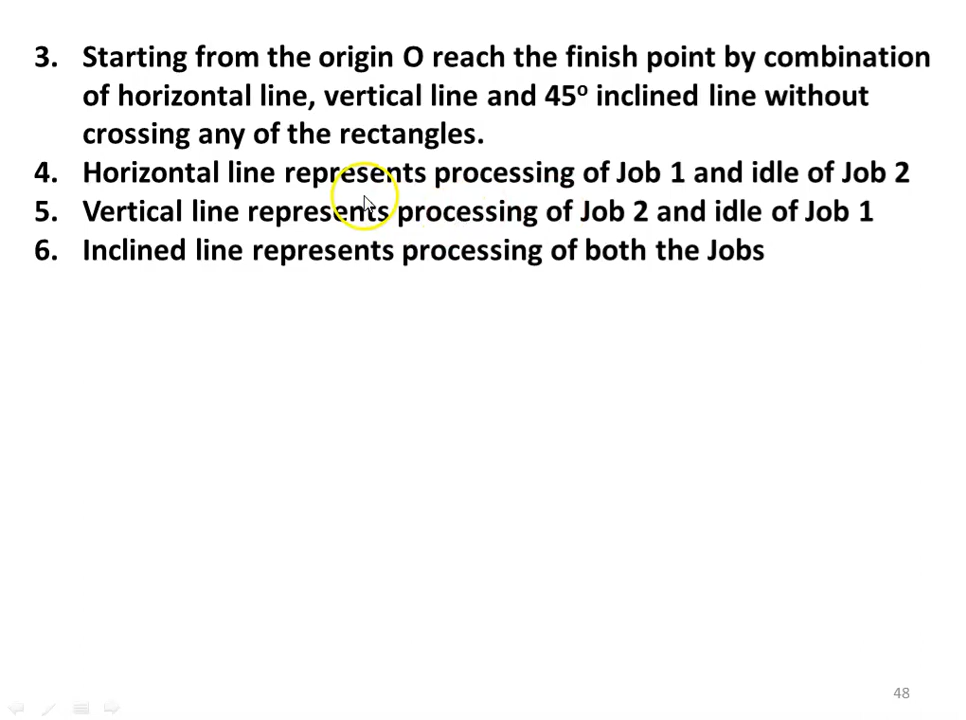 3. Starting from the origin O reach the finish point by combination
of horizontal line, vertical line and 45º inclined line without
crossing any of the rectangles.
4. Horizontal line represents processing of Job 1 and idle of Job 2
5. Vertical line represents processing of Job 2 and idle of Job 1
6. Inclined line represents processing of both the Jobs
48